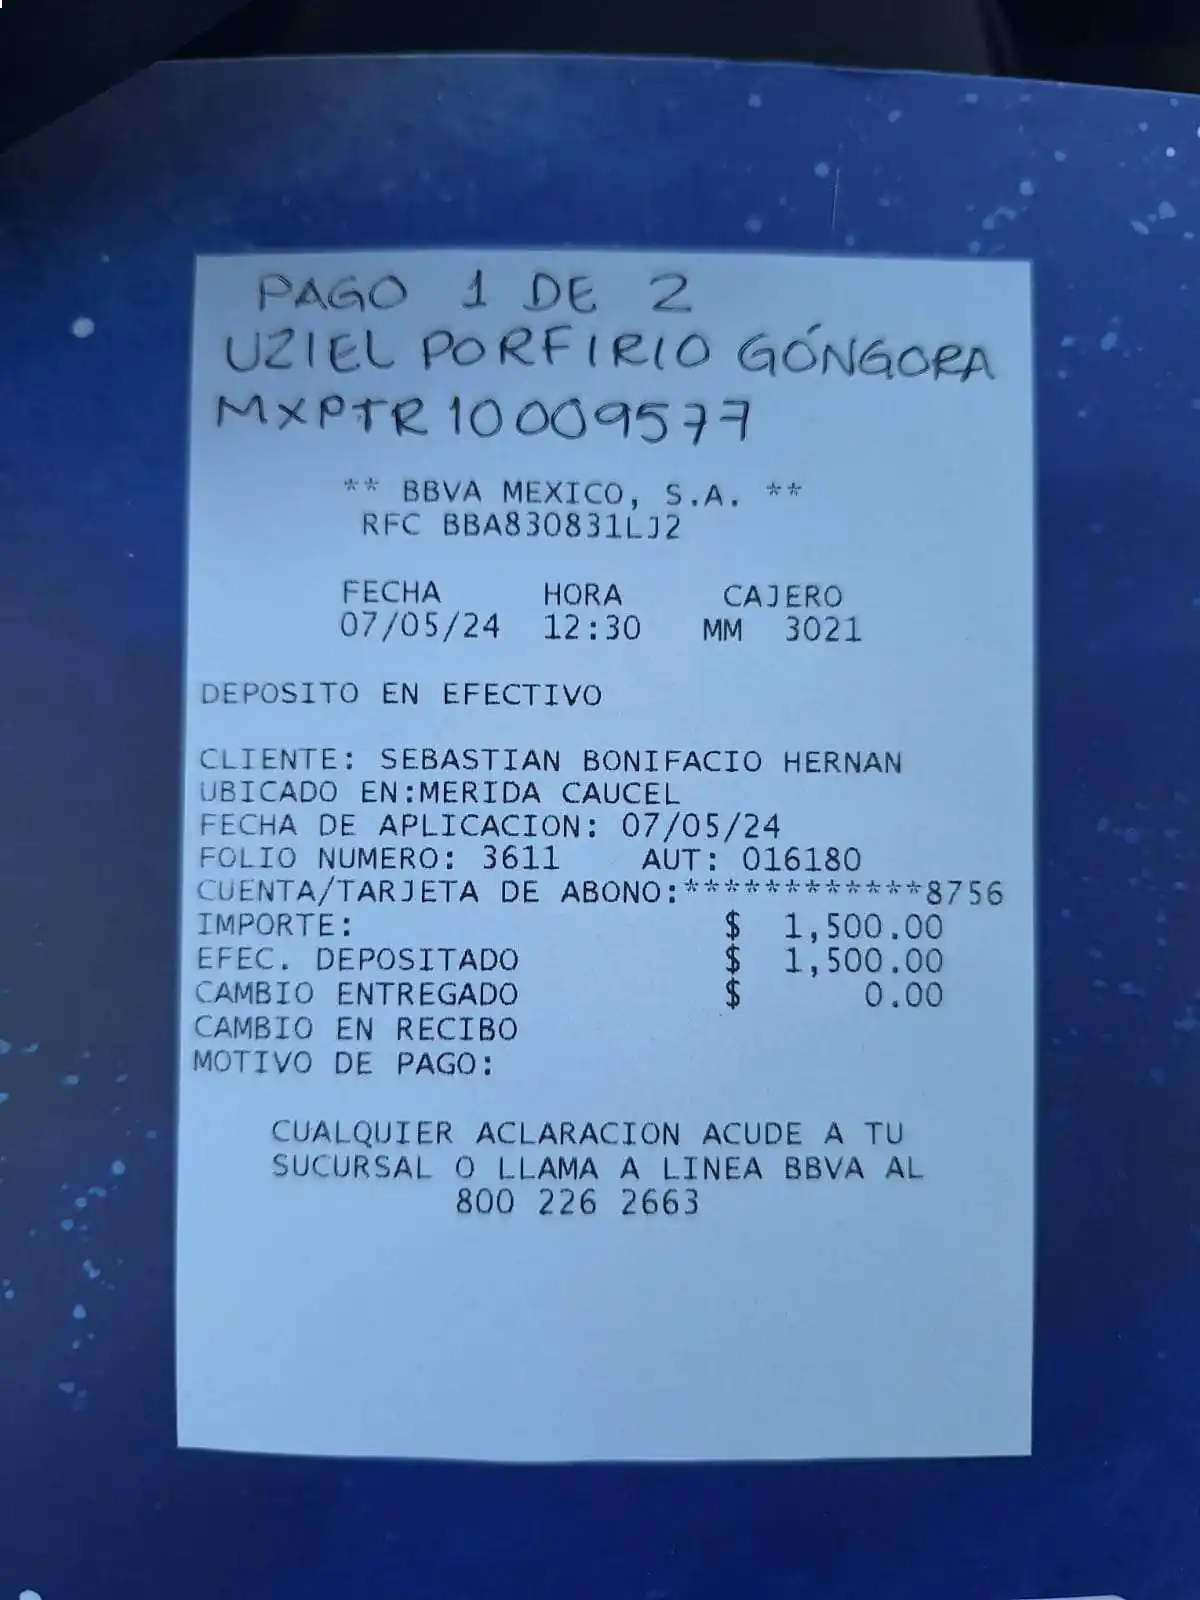 PAGO 1 DE 2
UZIEL PORFIRIO GÓNGORA
MXPTR10009577
** BBVA MEXICO, S.A. **
RFC BBA830831LJ2
FECHA HORA CAJERO
07/05/24 12:30 MM 3021
DEPOSITO EN EFECTIVO
CLIENTE: SEBASTIAN BONIFACIO HERNAN
UBICADO EN:MERIDA CAUCEL
FECHA DE APLICACION: 07/05/24
FOLIO NUMERO: 3611 AUT: 016180
CUENTA/TARJETA DE ABONO:************8756
IMPORTE: $ 1,500.00
EFEC. DEPOSITADO $ 1,500.00
CAMBIO ENTREGADO $ 0.00
CAMBIO EN RECIBO
MOTIVO DE PAGO:
CUALQUIER ACLARACION ACUDE A TU
SUCURSAL O LLAMA A LINEA BBVA AL
800 226 2663